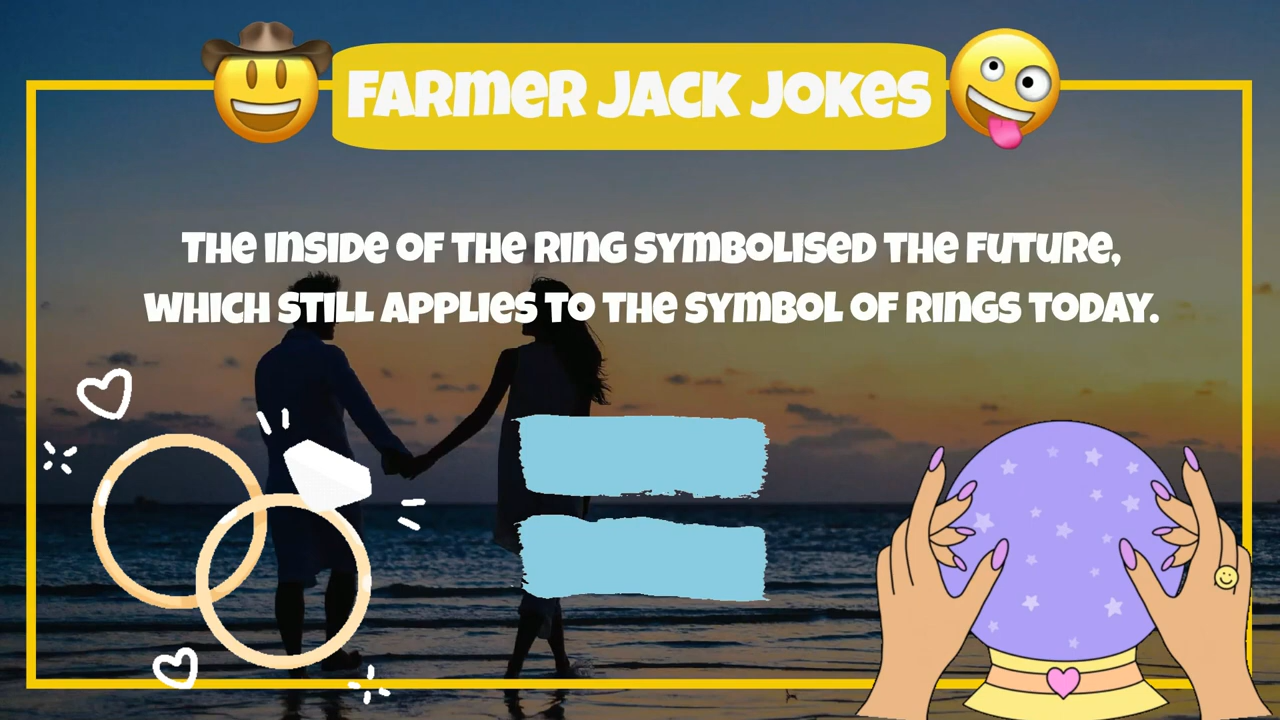 FARMER JACK JOKES
THE INSIDE OF THE RING SYMBOLISED THE FUTURE,
WHICH STILL APPLIES TO THE SYMBOL OF RINGS TODAY.